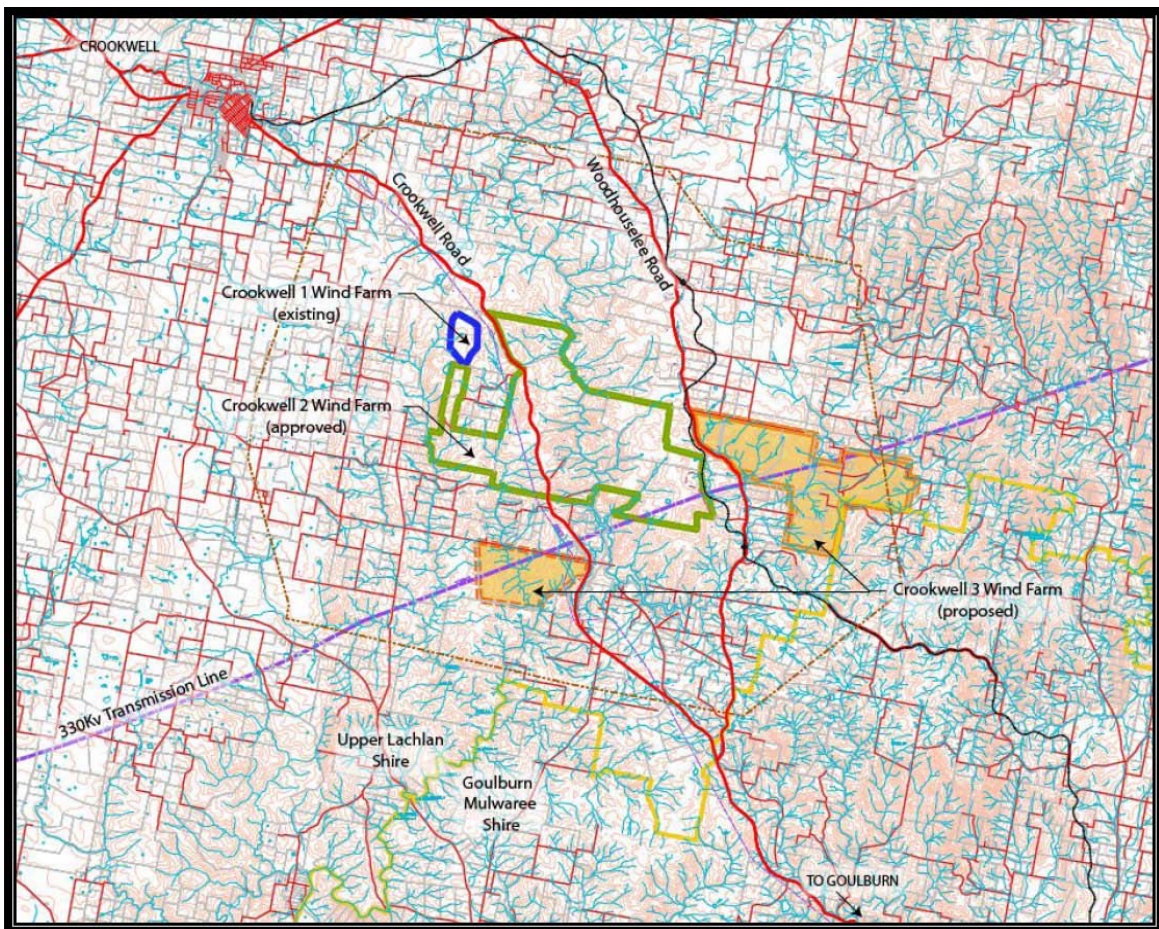 CROOKWELL
Crookwell Road
Woodhouselee Road
Crookwell 1 Wind Farm
(existing)
Crookwell 2 Wind Farm
(approved)
Crookwell 3 Wind Farm
(proposed)
330Kv Transmission Line
Upper Lachlan
Shire
Goulburn
Mulwaree
Shire
TO GOULBURN